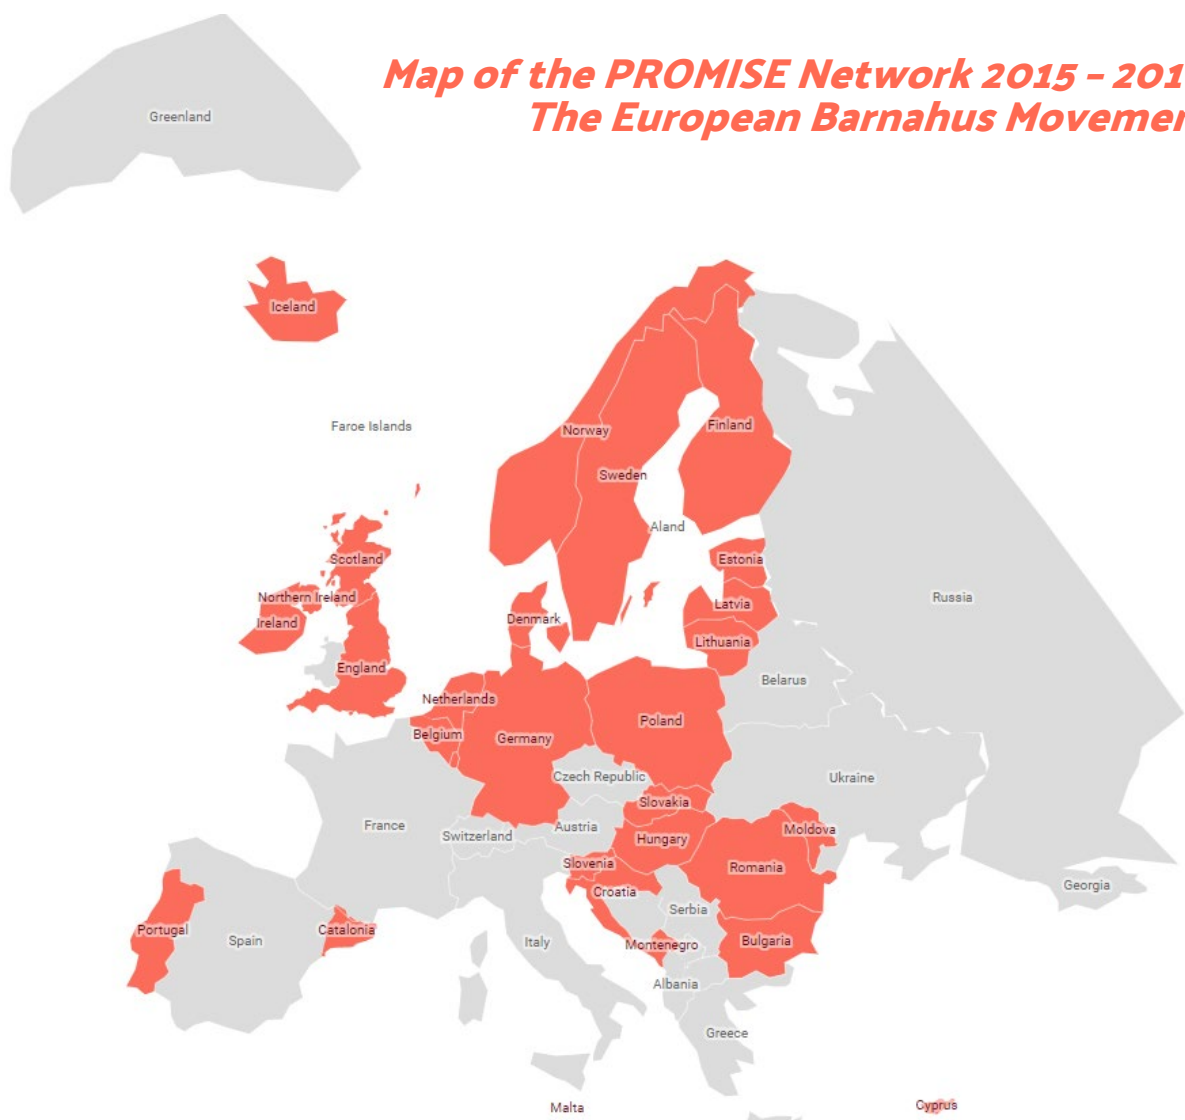 Map of the PROMISE Network 2015 - 201
The European Barnahus Movemen
Greenland
Iceland
Faroe Islands
Norway
Finland
Sweden
Aland
Scotland
Estonia
Northern Ireland
Russia
Latvia
Denmark
Ireland
Lithuania
England
Belarus
Netherlands
Poland
Belgium
Germany
Czech Republic
Ukraine
Slovakia
France
Austria
Moldova
Switzerland
Hungary
Slovenia
Romania
Georgia
Croatia
Serbia
Portugal
Catalonia
Spain
Italy
Montenegro
Bulgaria
Albania
Greece
Malta
Cyprus